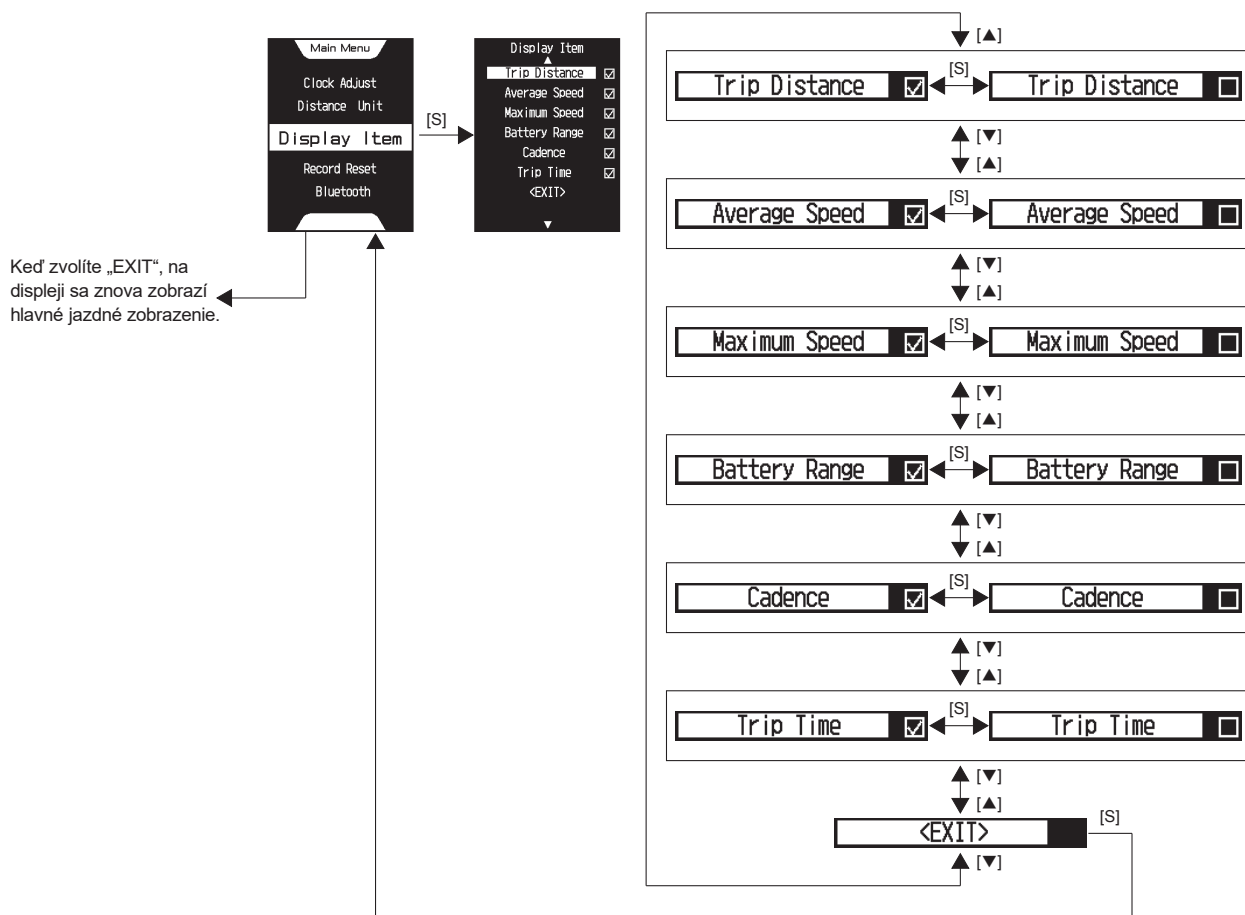 Main Menu
Clock Adjust
Distance Unit
Display Item
Record Reset
Bluetooth
[S]
Display Item
▲
Trip Distance ☑
Average Speed ☑
Maximum Speed ☑
Battery Range ☑
Cadence ☑
Trip Time ☑
<EXIT>
▼
Keď zvolíte „EXIT“, na
displeji sa znova zobrazí
hlavné jazdné zobrazenie.
[▲]
Trip Distance ☑ [S] Trip Distance ☐
[▼]
[▲]
Average Speed ☑ [S] Average Speed ☐
[▼]
[▲]
Maximum Speed ☑ [S] Maximum Speed ☐
[▼]
[▲]
Battery Range ☑ [S] Battery Range ☐
[▼]
[▲]
Cadence ☑ [S] Cadence ☐
[▼]
[▲]
Trip Time ☑ [S] Trip Time ☐
[▼]
[▲]
<EXIT> [S]
[▼]